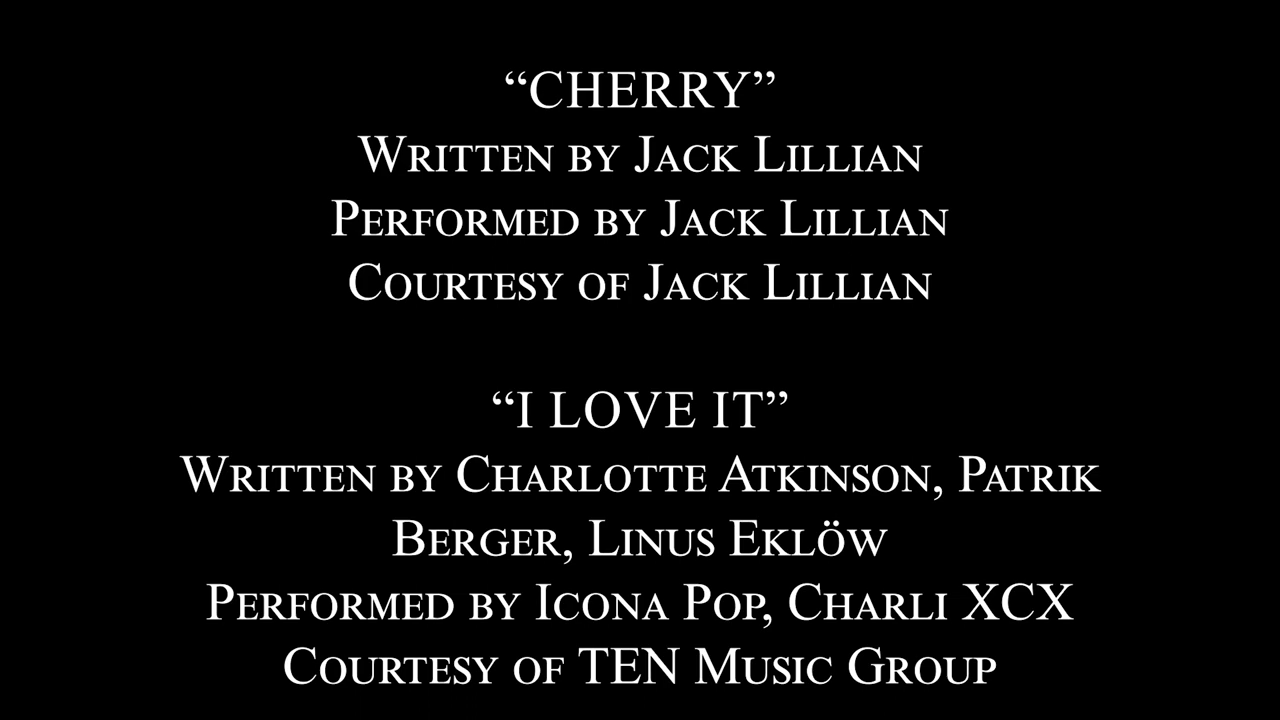 “CHERRY”
Written by Jack Lillian
Performed by Jack Lillian
Courtesy of Jack Lillian
“I LOVE IT”
Written by Charlotte Atkinson, Patrik
Berger, Linus Eklöw
Performed by Icona Pop, Charli XCX
Courtesy of TEN Music Group